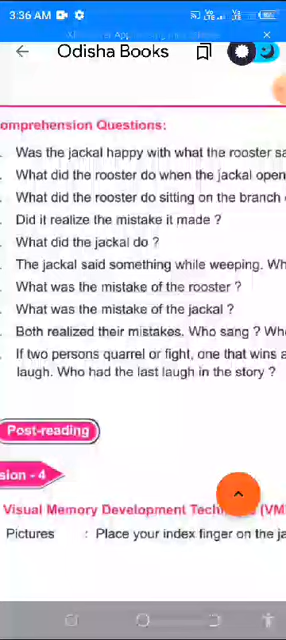 3:36 AM
Odisha Books
omprehension Questions:
Was the jackal happy with what the rooster sa
What did the rooster do when the jackal open
What did the rooster do sitting on the branch
Did it realize the mistake it made ?
What did the jackal do ?
The jackal said something while weeping. Wh
What was the mistake of the rooster ?
What was the mistake of the jackal ?
Both realized their mistakes. Who sang ? Wh
If two persons quarrel or fight, one that wins a
laugh. Who had the last laugh in the story ?
Post-reading
sion - 4
Visual Memory Development Tech (VM
Pictures : Place your index finger on the ja